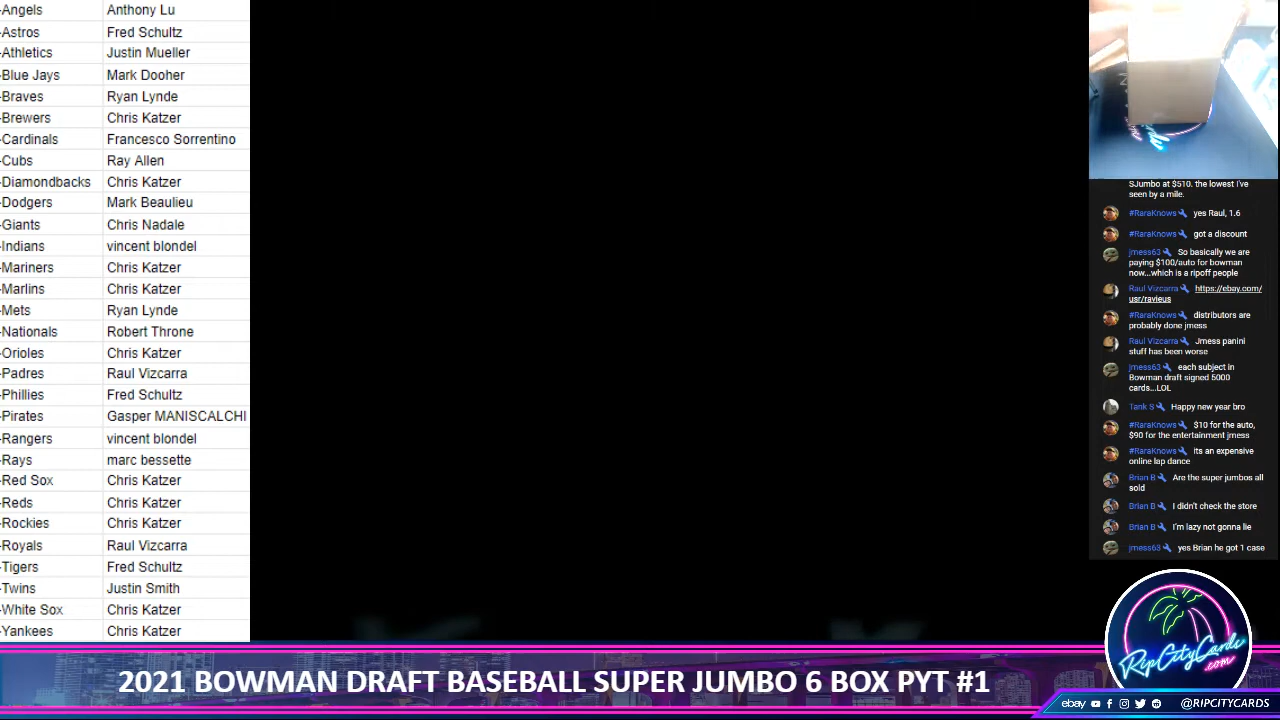 -Angels Anthony Lu
-Astros Fred Schultz
-Athletics Justin Mueller
-Blue Jays Mark Dooher
-Braves Ryan Lynde
-Brewers Chris Katzer
-Cardinals Francesco Sorrentino
-Cubs Ray Allen
-Diamondbacks Chris Katzer
-Dodgers Mark Beaulieu
-Giants Chris Nadale
-Indians vincent blondel
-Mariners Chris Katzer
-Marlins Chris Katzer
-Mets Ryan Lynde
-Nationals Robert Throne
-Orioles Chris Katzer
-Padres Raul Vizcarra
-Phillies Fred Schultz
-Pirates Gasper MANISCALCHI
-Rangers vincent blondel
-Rays marc bessette
-Red Sox Chris Katzer
-Reds Chris Katzer
-Rockies Chris Katzer
-Royals Raul Vizcarra
-Tigers Fred Schultz
-Twins Justin Smith
-White Sox Chris Katzer
-Yankees Chris Katzer
SJumbo at $510. the lowest I've
seen by a mile.
#RaraKnows yes Raul, 1.6
#RaraKnows got a discount
jmess63 So basically we are
paying $100/auto for bowman
now...which is a ripoff people
Raul Vizcarra https://ebay.com/
usr/ravieus
#RaraKnows distributors are
probably done jmess
Raul Vizcarra Jmess panini
stuff has been worse
jmess63 each subject in
Bowman draft signed 5000
cards...LOL
Tank S Happy new year bro
#RaraKnows $10 for the auto,
$90 for the entertainment jmess
#RaraKnows its an expensive
online lap dance
Brian B Are the super jumbos all
sold
Brian B I didn't check the store
Brian B I'm lazy not gonna lie
jmess63 yes Brian he got 1 case
RipCityCards
.com
2021 BOWMAN DRAFT BASEBALL SUPER JUMBO 6 BOX PYT #1
ebay @RIPCITYCARDS